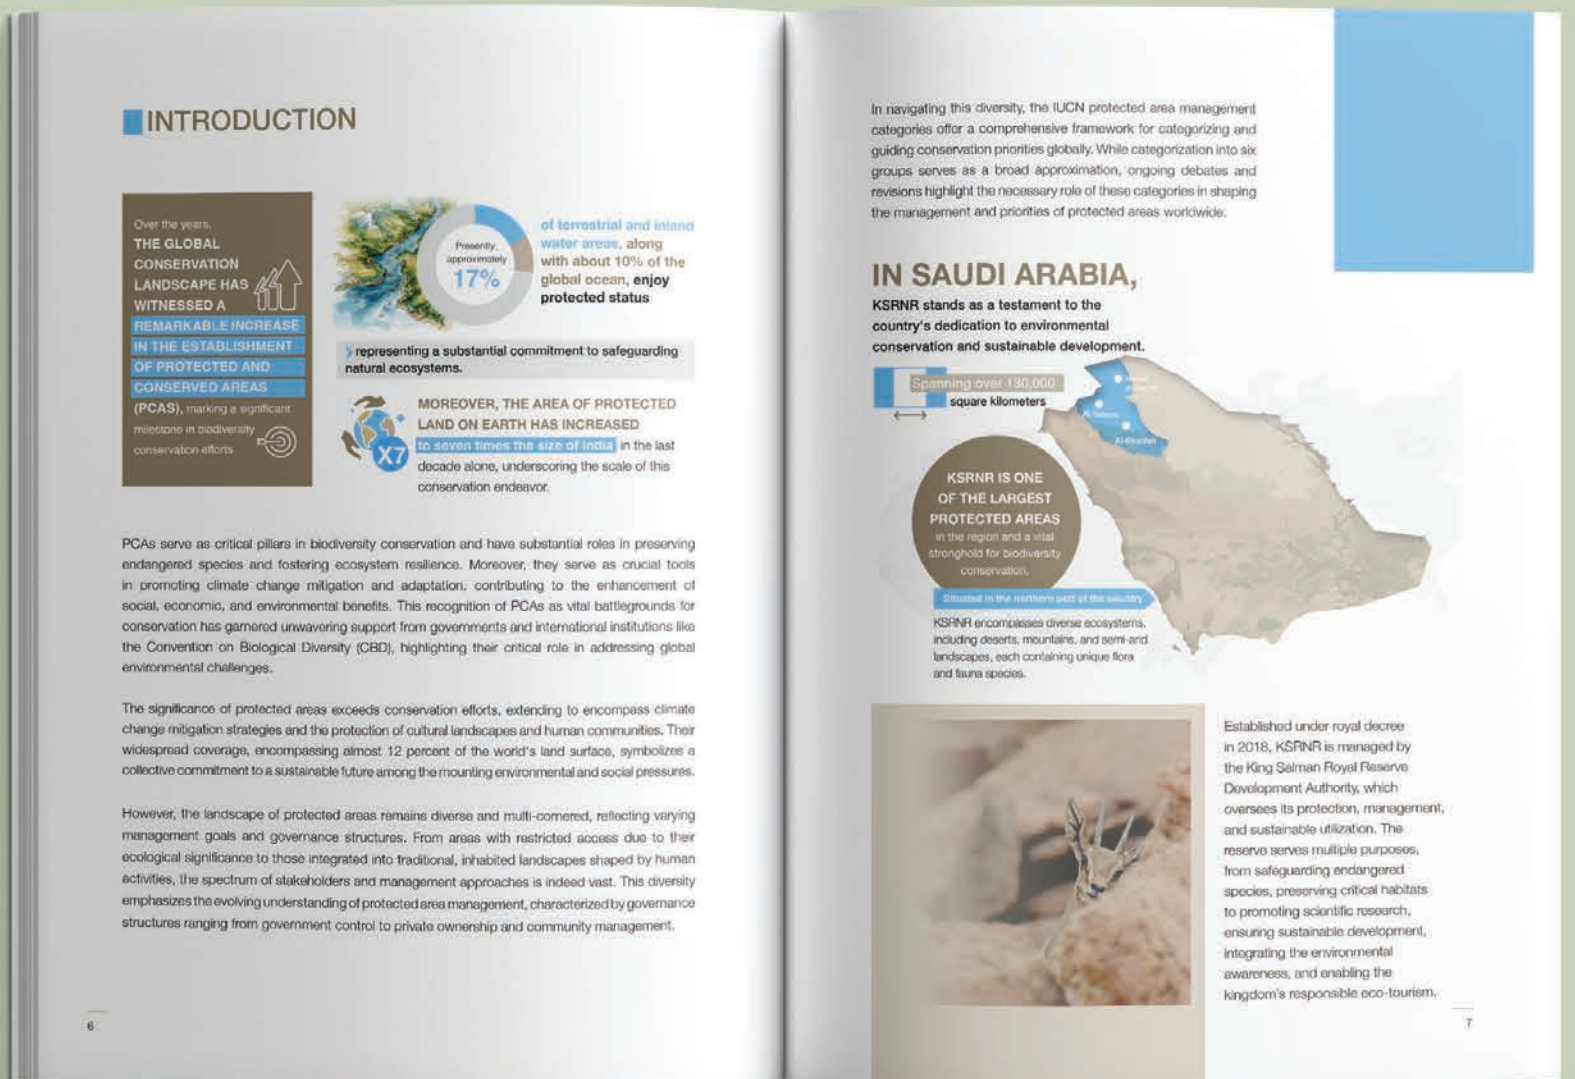 INTRODUCTION
Over the years,
THE GLOBAL
CONSERVATION
LANDSCAPE HAS
WITNESSED A
REMARKABLE INCREASE
IN THE ESTABLISHMENT
OF PROTECTED AND
CONSERVED AREAS
(PCAS), marking a significant
milestone in biodiversity
conservation efforts
Presently,
approximately
17%
of terrestrial and inland
water areas, along
with about 10% of the
global ocean, enjoy
protected status
representing a substantial commitment to safeguarding
natural ecosystems.
X7
MOREOVER, THE AREA OF PROTECTED
LAND ON EARTH HAS INCREASED
to seven times the size of India in the last
decade alone, underscoring the scale of this
conservation endeavor.
PCAs serve as critical pillars in biodiversity conservation and have substantial roles in preserving
endangered species and fostering ecosystem resilience. Moreover, they serve as crucial tools
in promoting climate change mitigation and adaptation, contributing to the enhancement of
social, economic, and environmental benefits. This recognition of PCAs as vital battlegrounds for
conservation has garnered unwavering support from governments and international institutions like
the Convention on Biological Diversity (CBD), highlighting their critical role in addressing global
environmental challenges.
The significance of protected areas exceeds conservation efforts, extending to encompass climate
change mitigation strategies and the protection of cultural landscapes and human communities. Their
widespread coverage, encompassing almost 12 percent of the world's land surface, symbolizes a
collective commitment to a sustainable future among the mounting environmental and social pressures.
However, the landscape of protected areas remains diverse and multi-cornered, reflecting varying
management goals and governance structures. From areas with restricted access due to their
ecological significance to those integrated into traditional, inhabited landscapes shaped by human
activities, the spectrum of stakeholders and management approaches is indeed vast. This diversity
emphasizes the evolving understanding of protected area management, characterized by governance
structures ranging from government control to private ownership and community management.
6
In navigating this diversity, the IUCN protected area management
categories offer a comprehensive framework for categorizing and
guiding conservation priorities globally. While categorization into six
groups serves as a broad approximation, ongoing debates and
revisions highlight the necessary role of these categories in shaping
the management and priorities of protected areas worldwide.
IN SAUDI ARABIA,
KSRNR stands as a testament to the
country's dedication to environmental
conservation and sustainable development.
Spanning over 130,000
square kilometers
Al-Khunfah
KSRNR IS ONE
OF THE LARGEST
PROTECTED AREAS
in the region and a vital
stronghold for biodiversity
conservation.
Situated in the northern part of the country
KSRNR encompasses diverse ecosystems,
including deserts, mountains, and semi-arid
landscapes, each containing unique flora
and fauna species.
Established under royal decree
in 2018, KSRNR is managed by
the King Salman Royal Reserve
Development Authority, which
oversees its protection, management,
and sustainable utilization. The
reserve serves multiple purposes,
from safeguarding endangered
species, preserving critical habitats
to promoting scientific research,
ensuring sustainable development,
integrating the environmental
awareness, and enabling the
kingdom's responsible eco-tourism.
7